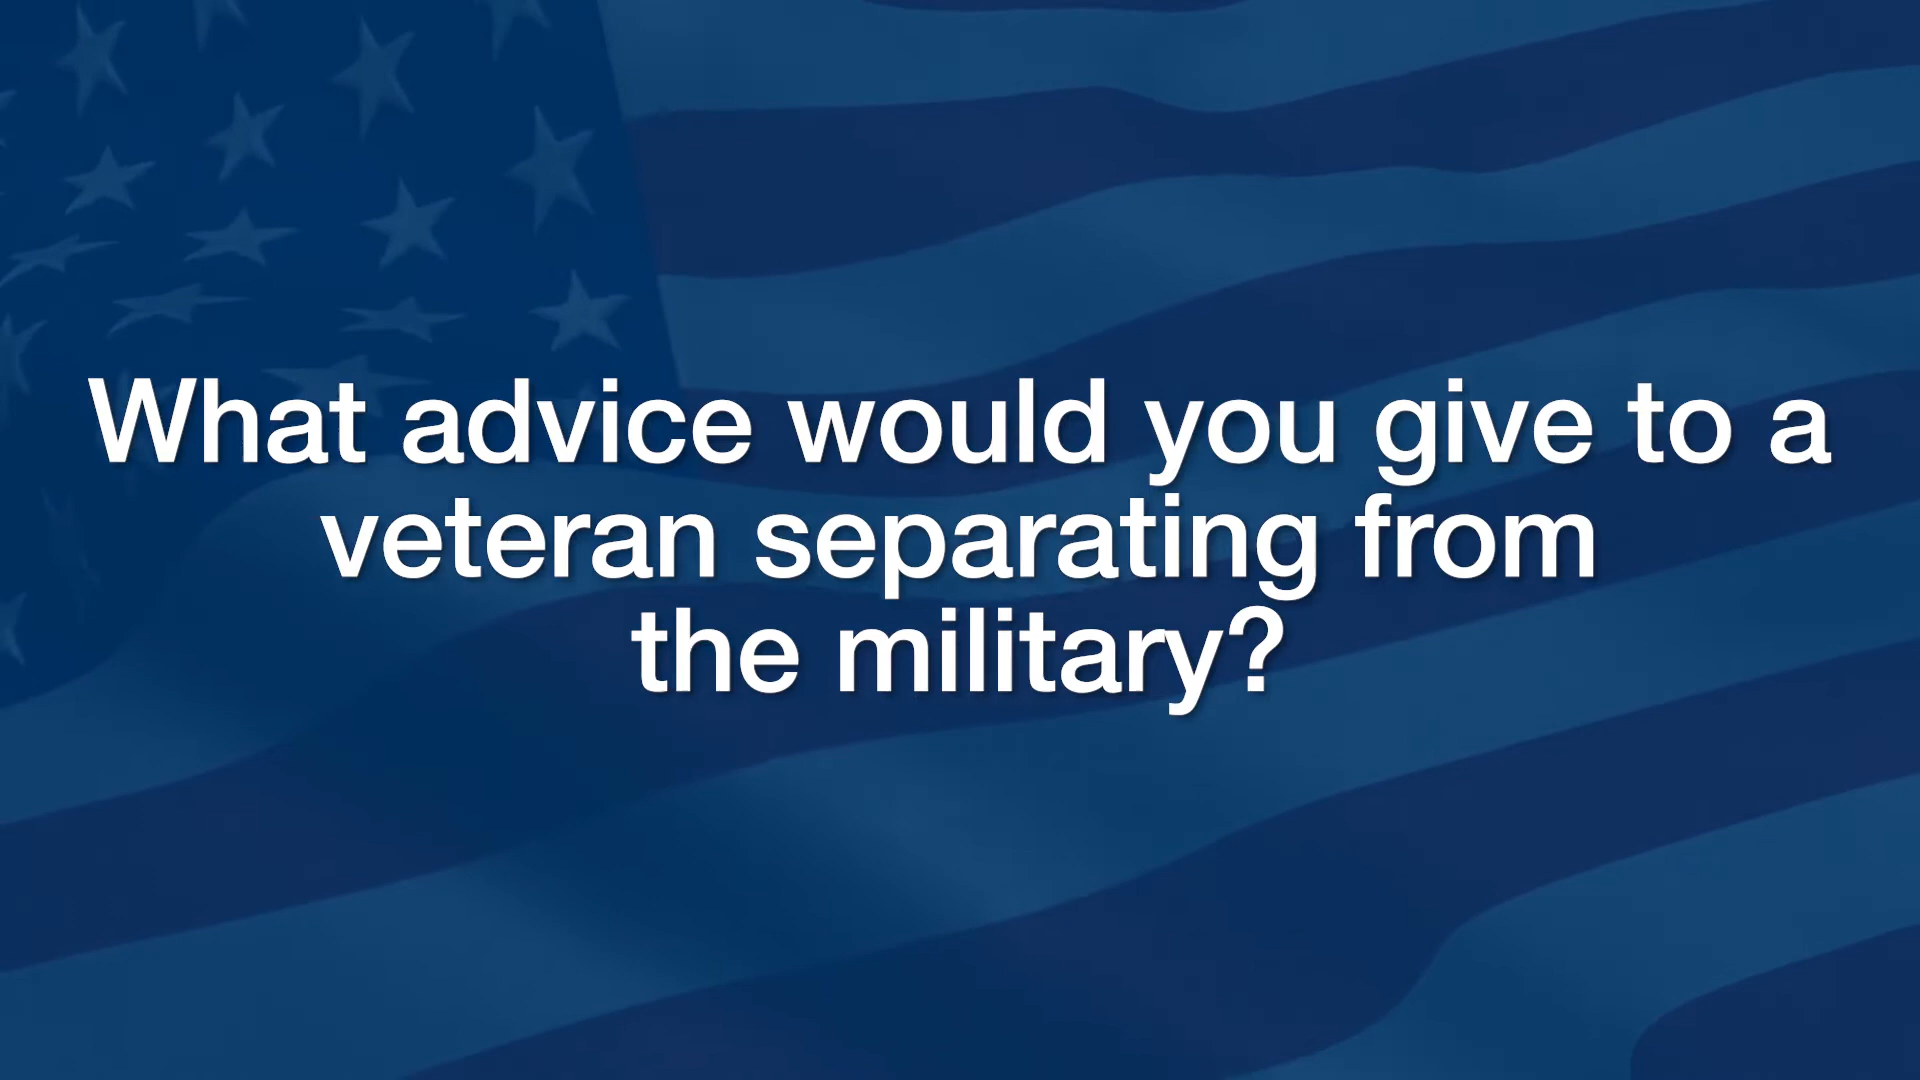 What advice would you give to a
veteran separating from
the military?